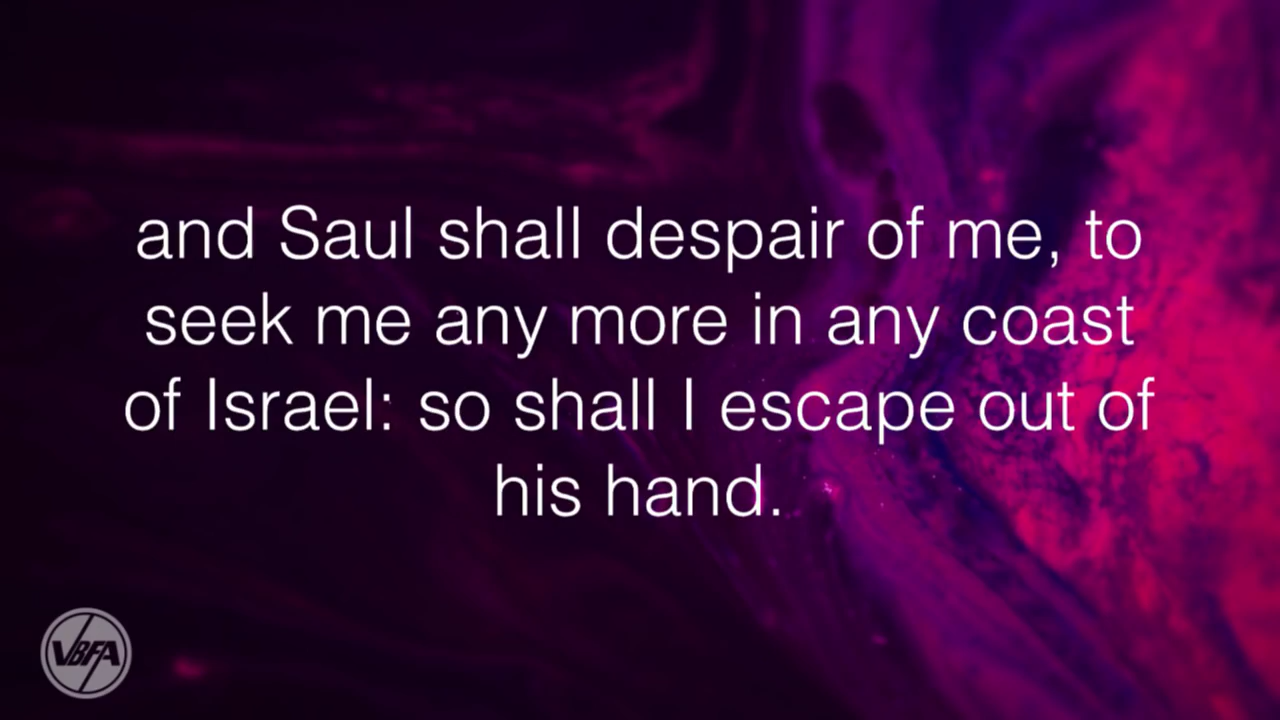 and Saul shall despair of me, to
seek me any more in any coast
of Israel: so shall I escape out of
his hand.
VBFA